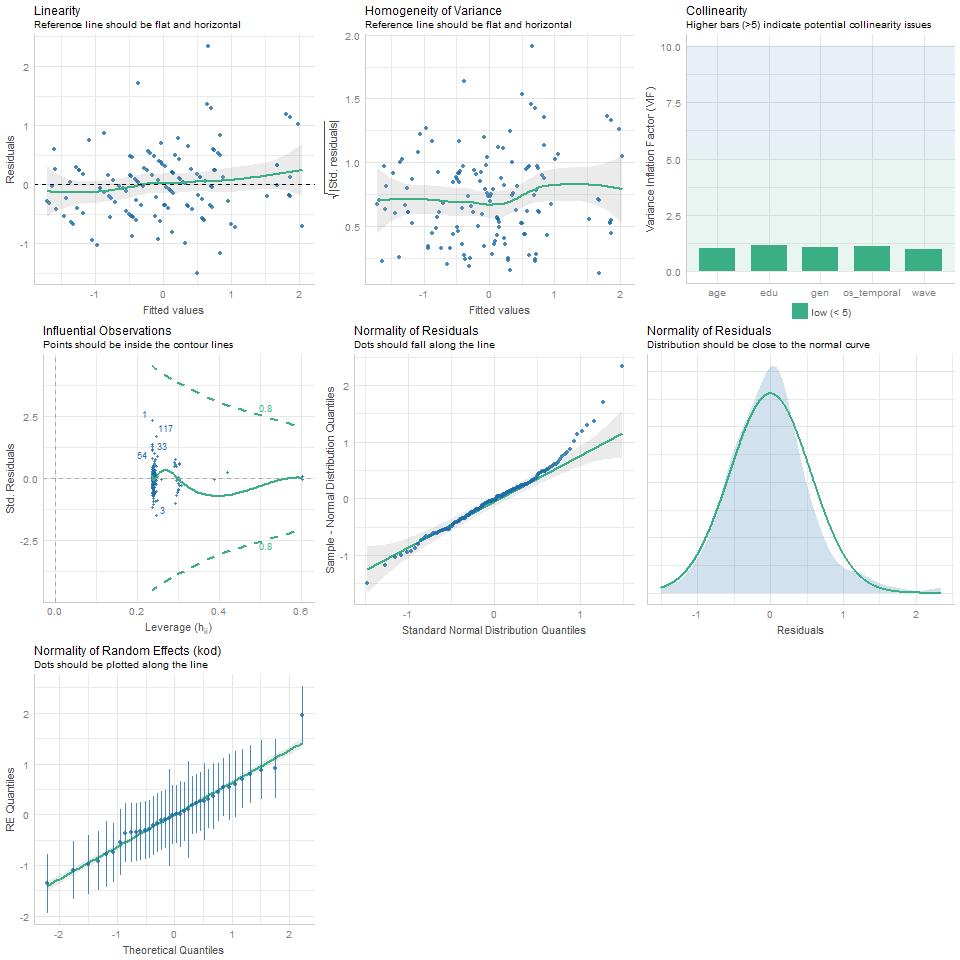 Linearity
Reference line should be flat and horizontal
Residuals
2
1
0
-1
-1 0 1 2
Fitted values
Homogeneity of Variance
Reference line should be flat and horizontal
√|Std. residuals|
2.0
1.5
1.0
0.5
-1 0 1 2
Fitted values
Collinearity
Higher bars (>5) indicate potential collinearity issues
Variance Inflation Factor (VIF)
10.0
7.5
5.0
2.5
0.0
age edu gen os_temporal wave
low (< 5)
Influential Observations
Points should be inside the contour lines
Std. Residuals
2.5
0.0
-2.5
0.8
1
117
33
54
3
0.8
0.0 0.2 0.4 0.6
Leverage (hii)
Normality of Residuals
Dots should fall along the line
Sample - Normal Distribution Quantiles
2
1
0
-1
-1 0 1
Standard Normal Distribution Quantiles
Normality of Residuals
Distribution should be close to the normal curve
-1 0 1 2
Residuals
Normality of Random Effects (kod)
Dots should be plotted along the line
RE Quantiles
2
1
0
-1
-2
-2 -1 0 1 2
Theoretical Quantiles